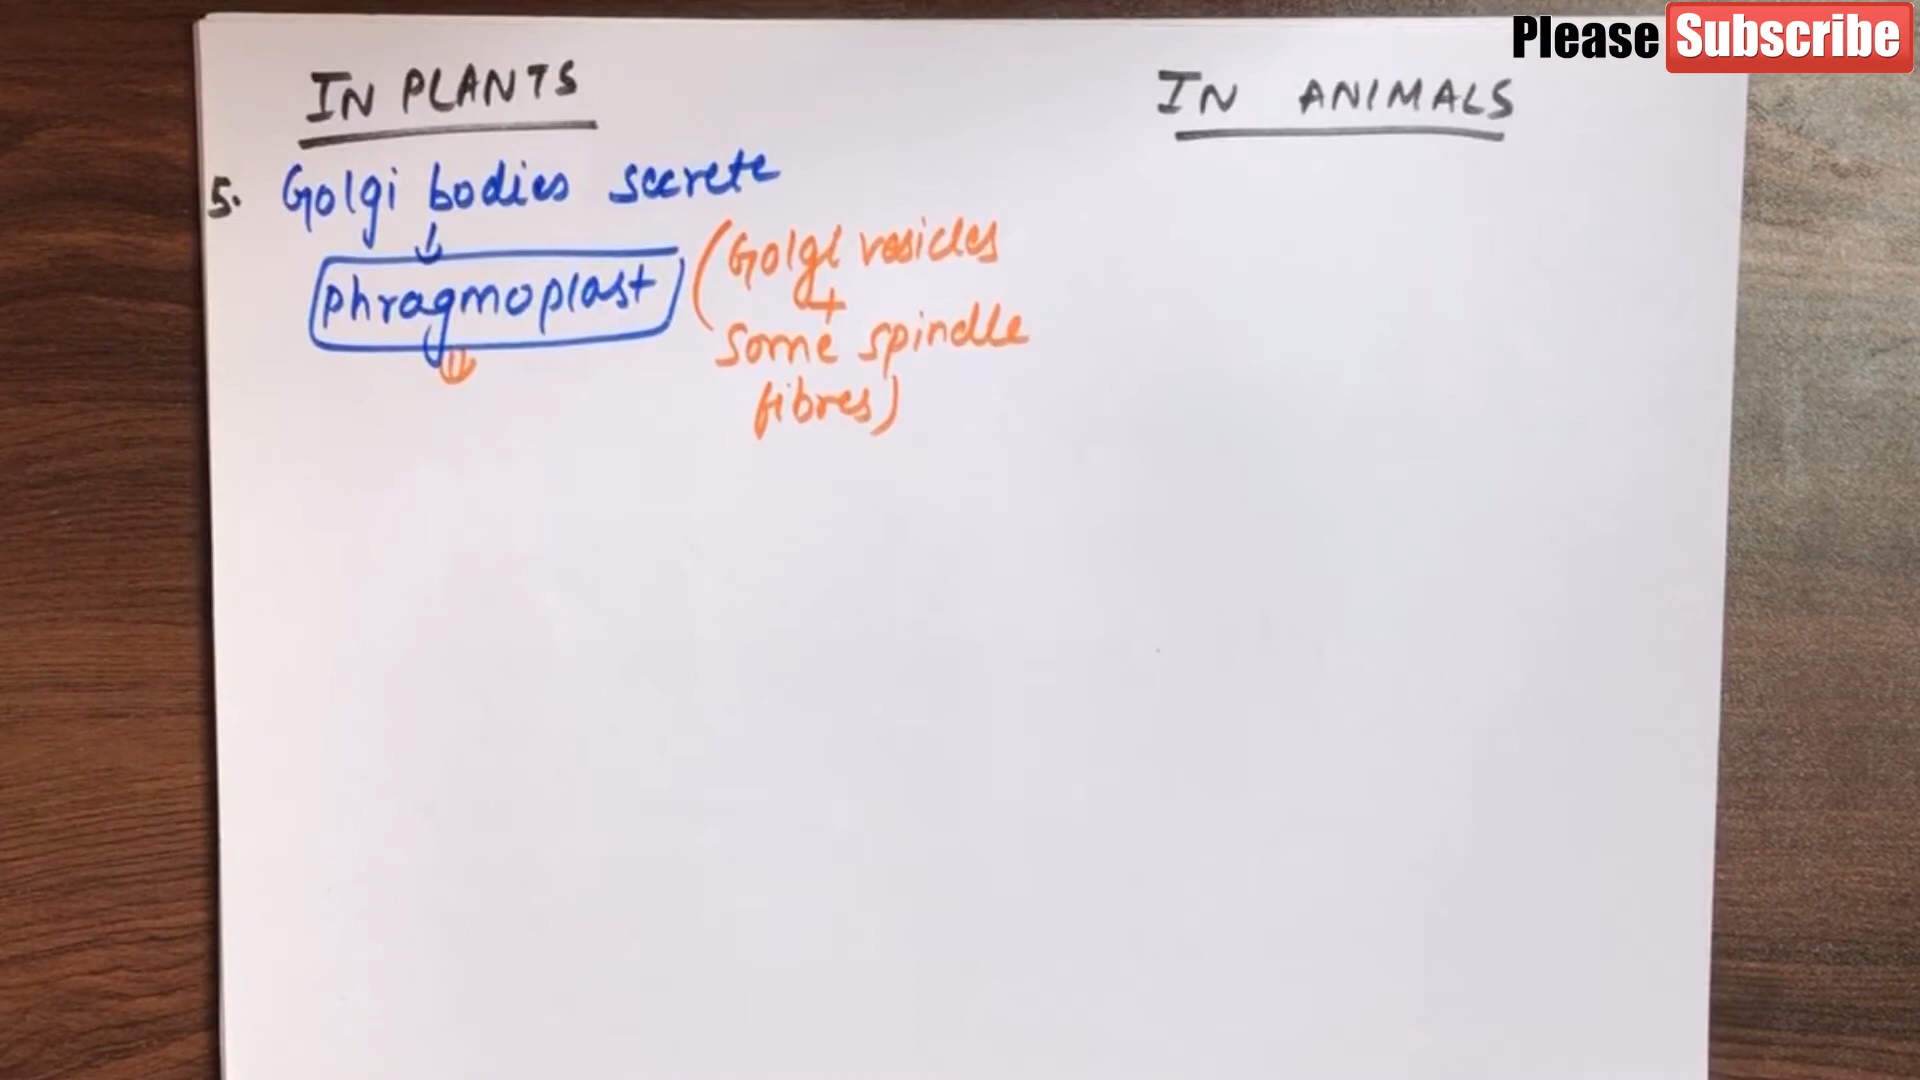 Please Subscribe
IN PLANTS
IN ANIMALS
5. Golgi bodies secrete
phragmoplast
(Golgi vesicles
+
some spindle
fibres)